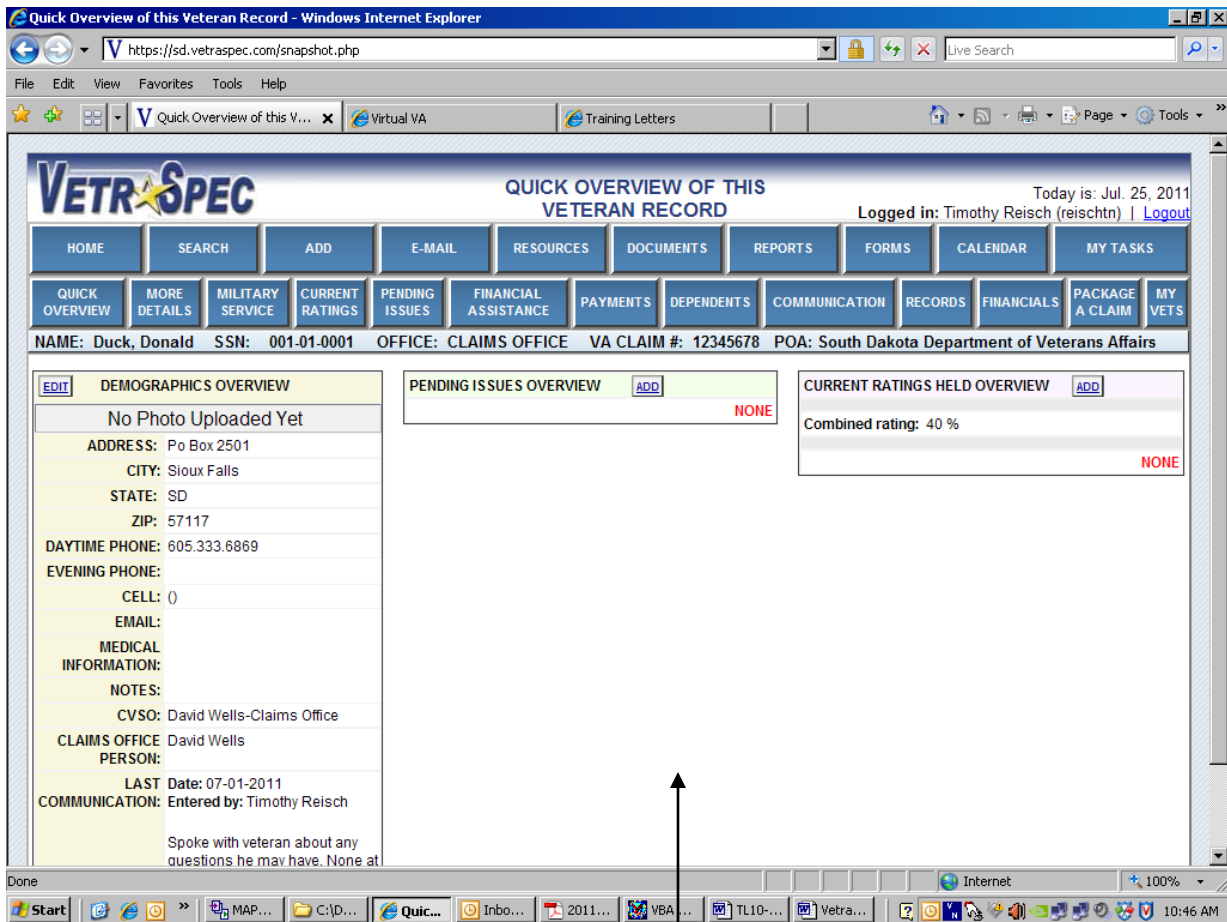 Quick Overview of this Veteran Record - Windows Internet Explorer
https://sd.vetraspec.com/snapshot.php
Live Search
File Edit View Favorites Tools Help
Quick Overview of this V... Virtual VA Training Letters Page Tools
VETRASPEC
QUICK OVERVIEW OF THIS
VETERAN RECORD
Today is: Jul. 25, 2011
Logged in: Timothy Reisch (reischtn) | Logout
HOME SEARCH ADD E-MAIL RESOURCES DOCUMENTS REPORTS FORMS CALENDAR MY TASKS
QUICK OVERVIEW MORE DETAILS MILITARY SERVICE CURRENT RATINGS PENDING ISSUES FINANCIAL ASSISTANCE PAYMENTS DEPENDENTS COMMUNICATION RECORDS FINANCIALS PACKAGE A CLAIM MY VETS
NAME: Duck, Donald SSN: 001-01-0001 OFFICE: CLAIMS OFFICE VA CLAIM #: 12345678 POA: South Dakota Department of Veterans Affairs
EDIT DEMOGRAPHICS OVERVIEW
No Photo Uploaded Yet
ADDRESS: Po Box 2501
CITY: Sioux Falls
STATE: SD
ZIP: 57117
DAYTIME PHONE: 605.333.6869
EVENING PHONE:
CELL: ()
EMAIL:
MEDICAL
INFORMATION:
NOTES:
CVSO: David Wells-Claims Office
CLAIMS OFFICE David Wells
PERSON:
LAST Date: 07-01-2011
COMMUNICATION: Entered by: Timothy Reisch
Spoke with veteran about any
questions he may have. None at
PENDING ISSUES OVERVIEW ADD
NONE
CURRENT RATINGS HELD OVERVIEW ADD
Combined rating: 40 %
NONE
Done Internet 100%
Start MAP... C:\D... Quic... Inbo... 2011... VBA ... TL10-... Vetra... 10:46 AM